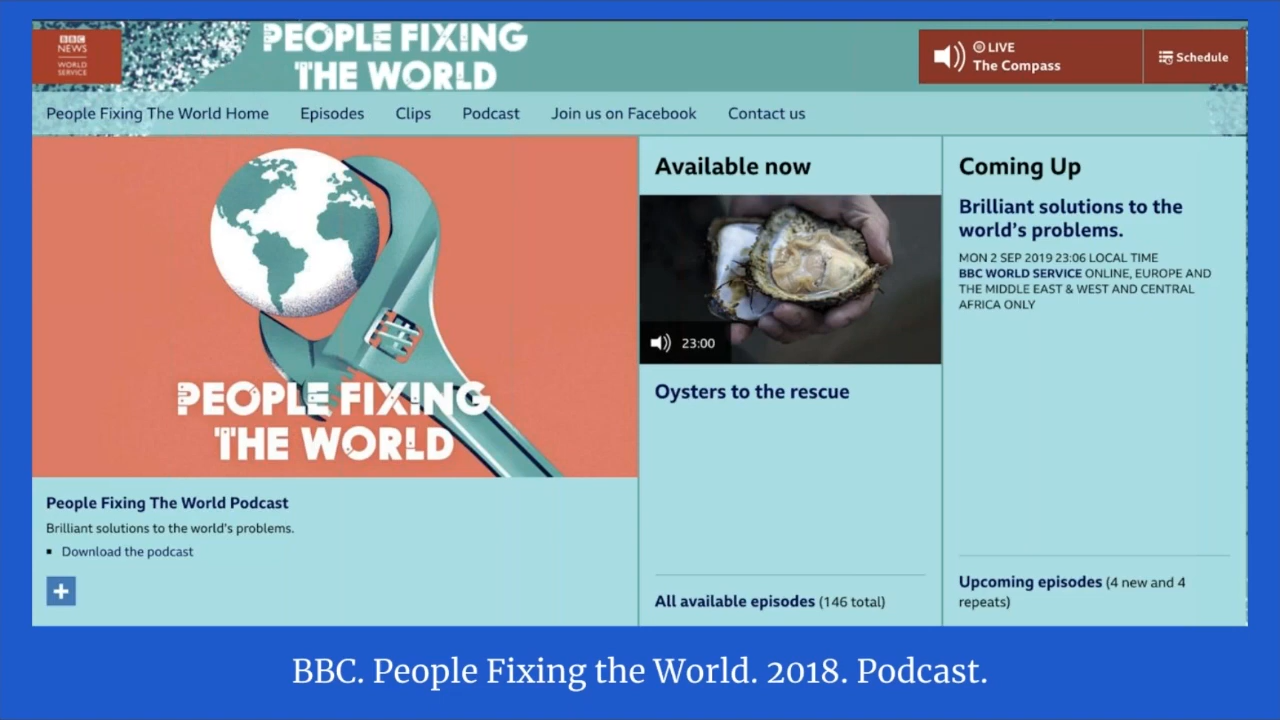 BBC
NEWS
WORLD
SERVICE
PEOPLE FIXING
THE WORLD
LIVE
The Compass
Schedule
People Fixing The World Home
Episodes
Clips
Podcast
Join us on Facebook
Contact us
PEOPLE FIXING
THE WORLD
People Fixing The World Podcast
Brilliant solutions to the world's problems.
Download the podcast
Available now
23:00
Oysters to the rescue
All available episodes (146 total)
Coming Up
Brilliant solutions to the
world's problems.
MON 2 SEP 2019 23:06 LOCAL TIME
BBC WORLD SERVICE ONLINE, EUROPE AND
THE MIDDLE EAST & WEST AND CENTRAL
AFRICA ONLY
Upcoming episodes (4 new and 4
repeats)
BBC. People Fixing the World. 2018. Podcast.